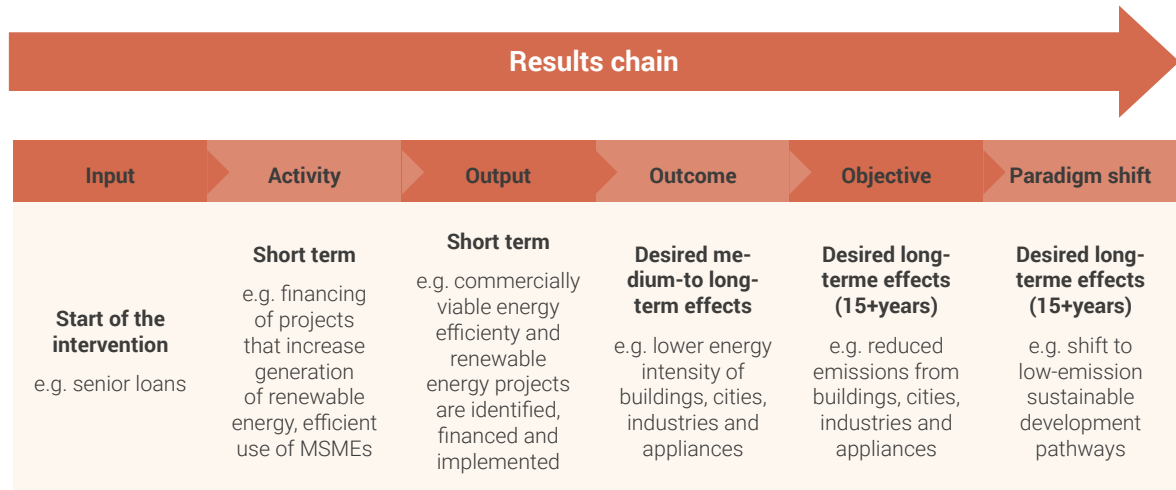 Results chain
Input
Activity
Output
Outcome
Objective
Paradigm shift
Start of the
intervention
e.g. senior loans
Short term
e.g. financing
of projects
that increase
generation
of renewable
energy, efficient
use of MSMEs
Short term
e.g. commercially
viable energy
efficienty and
renewable
energy projects
are identified,
financed and
implemented
Desired me-
dium-to long-
term effects
e.g. lower energy
intensity of
buildings, cities,
industries and
appliances
Desired long-
terme effects
(15+years)
e.g. reduced
emissions from
buildings, cities,
industries and
appliances
Desired long-
terme effects
(15+years)
e.g. shift to
low-emission
sustainable
development
pathways